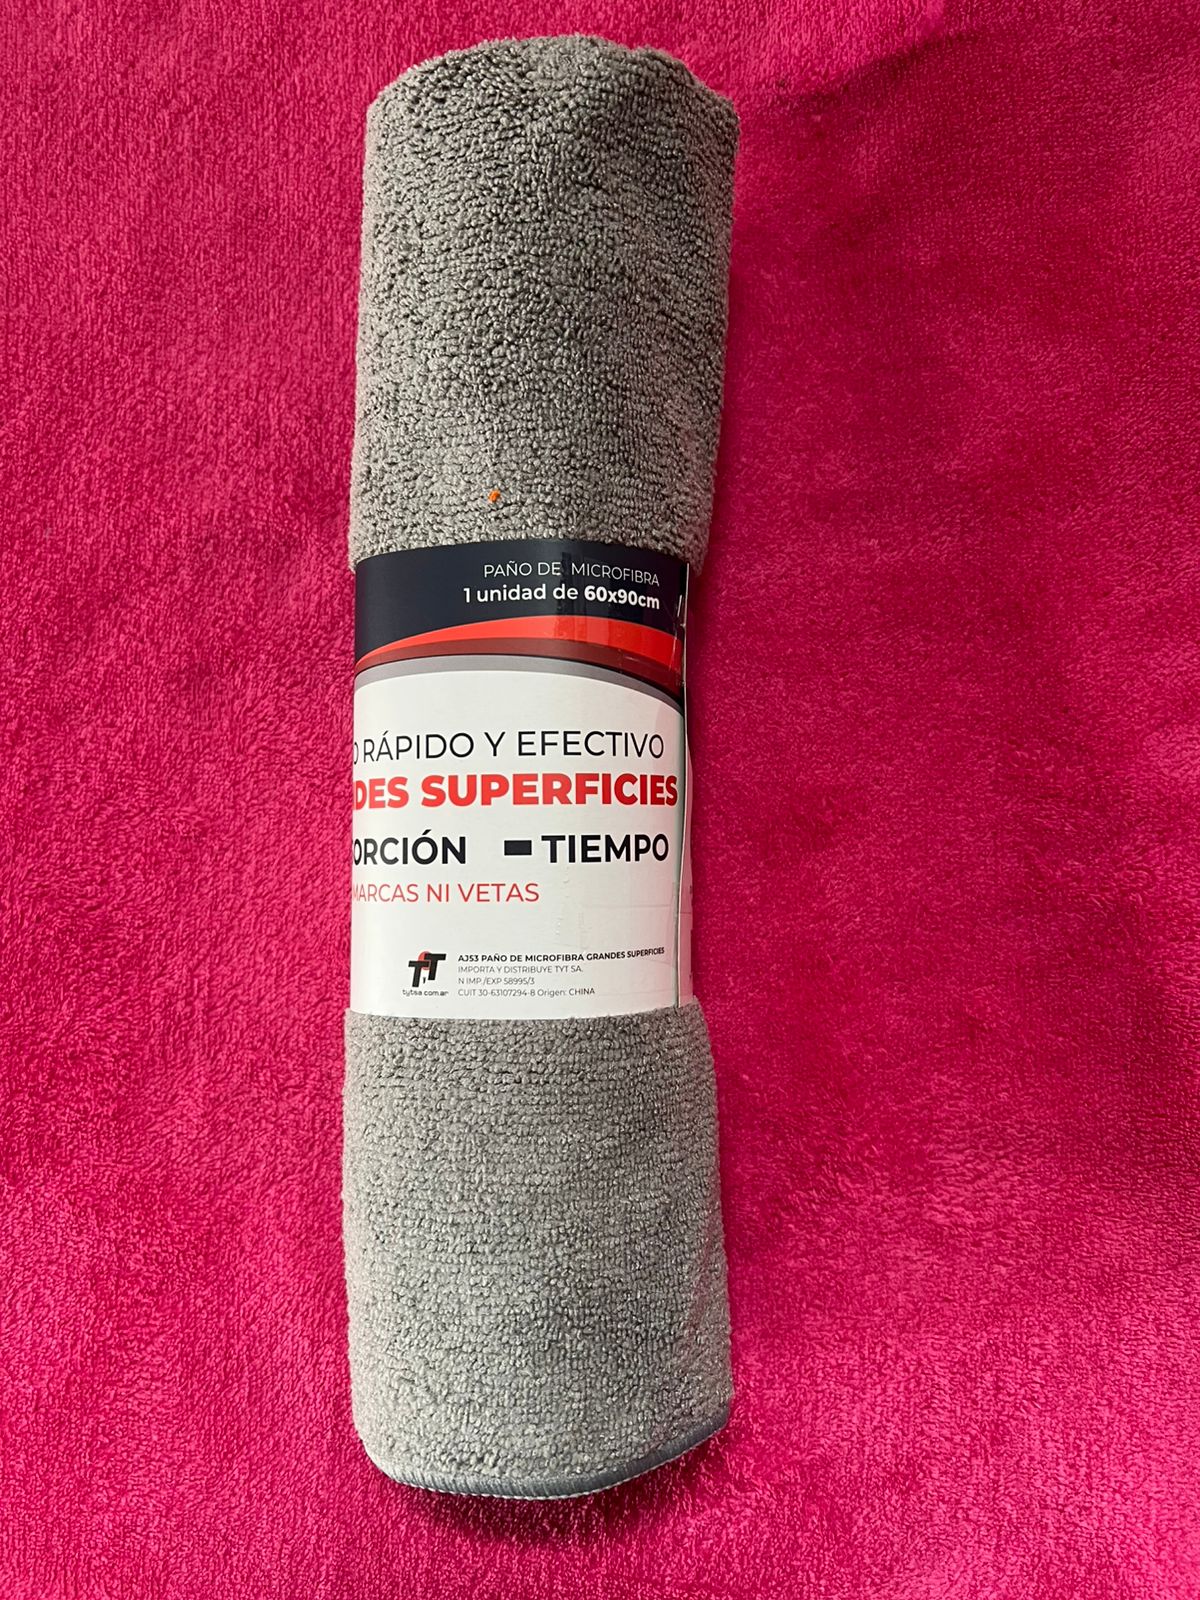 PAÑO DE MICROFIBRA
1 unidad de 60x90cm
O RÁPIDO Y EFECTIVO
DES SUPERFICIES
ORCIÓN - TIEMPO
MARCAS NI VETAS
TYT
tytsa.com.ar
AJ53 PAÑO DE MICROFIBRA GRANDES SUPERFICIES
IMPORTA Y DISTRIBUYE TYT SA.
N IMP./EXP 58995/3
CUIT 30-63107294-8 Origen: CHINA